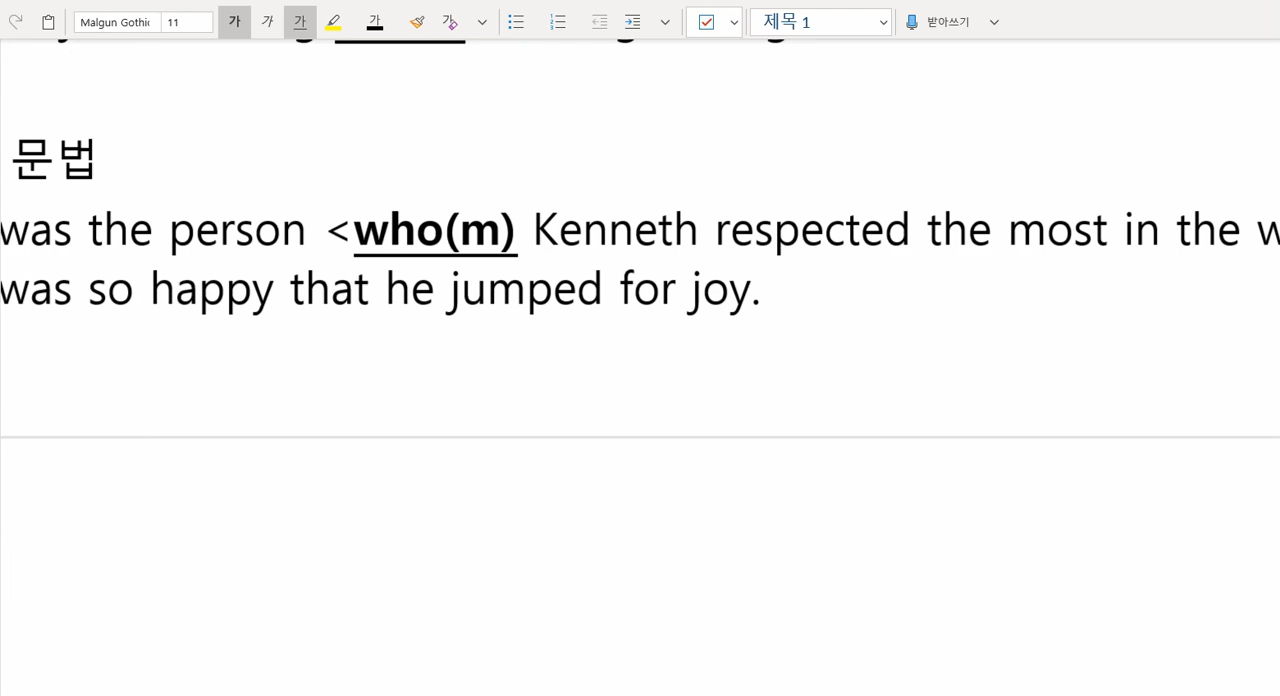 Malgun Gothic 11 가 가 가 가 가 제목 1 받아쓰기
문법
was the person <who(m) Kenneth respected the most in the
was so happy that he jumped for joy.